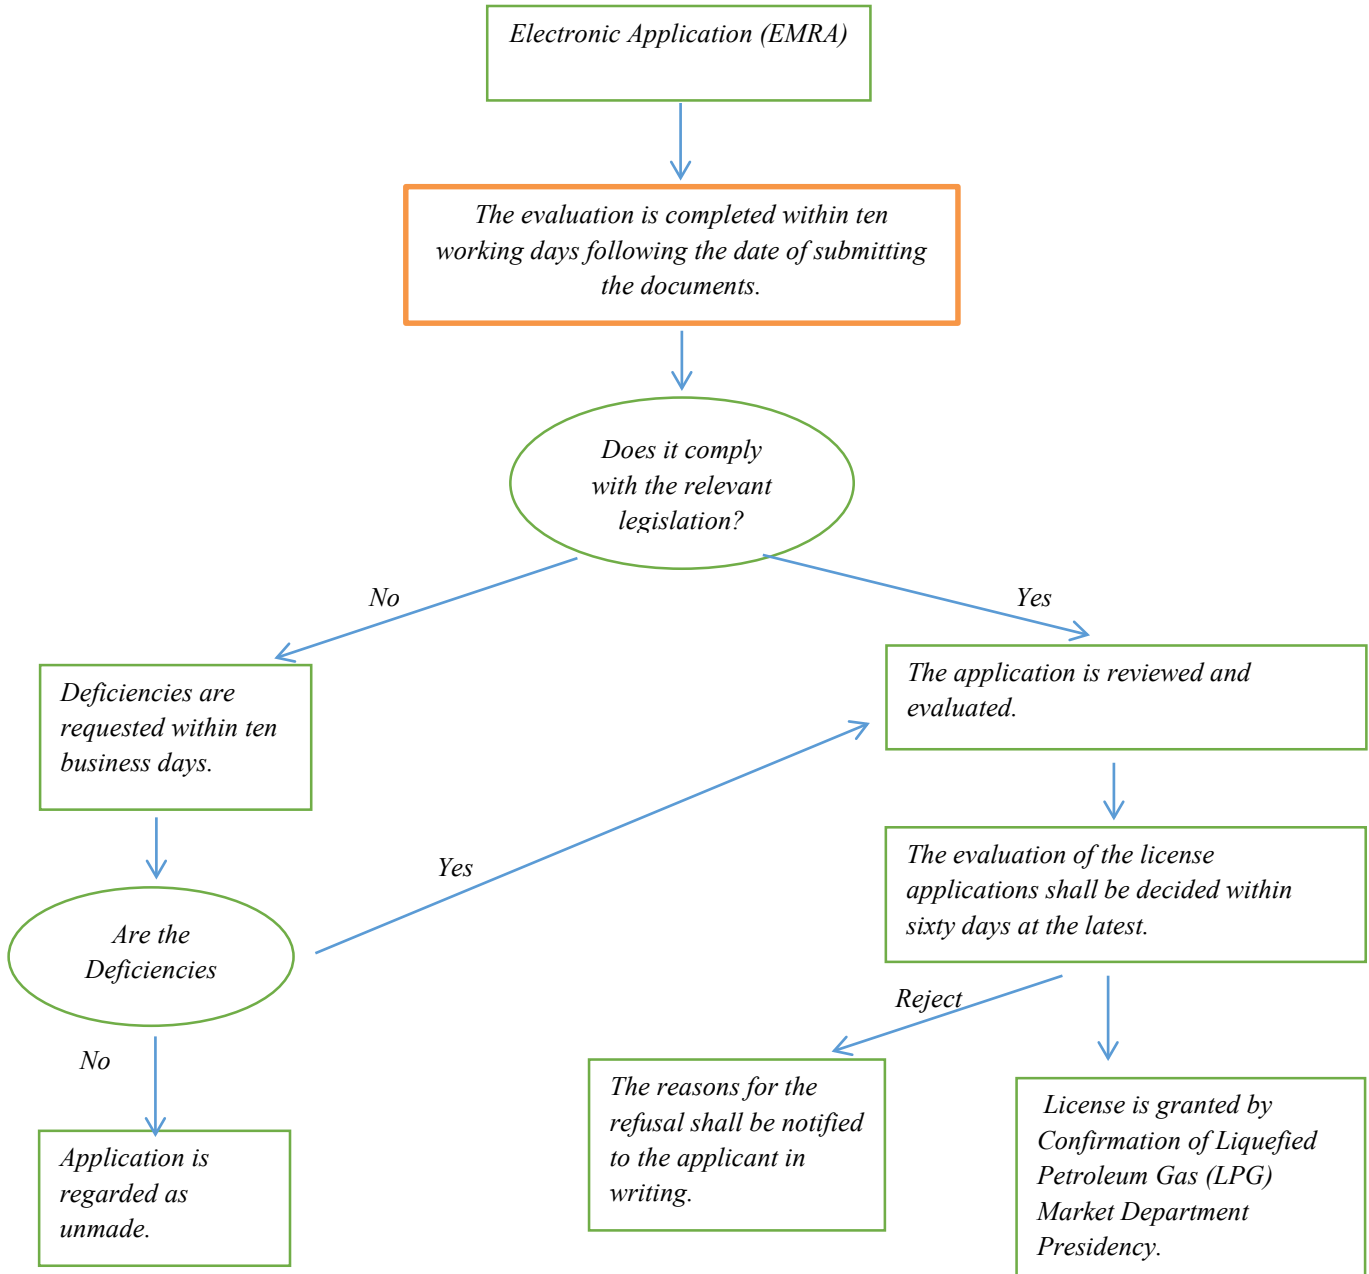 Electronic Application (EMRA)
The evaluation is completed within ten
working days following the date of submitting
the documents.
Does it comply
with the relevant
legislation?
No
Yes
Deficiencies are
requested within ten
business days.
The application is reviewed and
evaluated.
Yes
The evaluation of the license
applications shall be decided within
sixty days at the latest.
Are the
Deficiencies
Reject
No
The reasons for the
refusal shall be notified
to the applicant in
writing.
License is granted by
Confirmation of Liquefied
Petroleum Gas (LPG)
Market Department
Presidency.
Application is
regarded as
unmade.